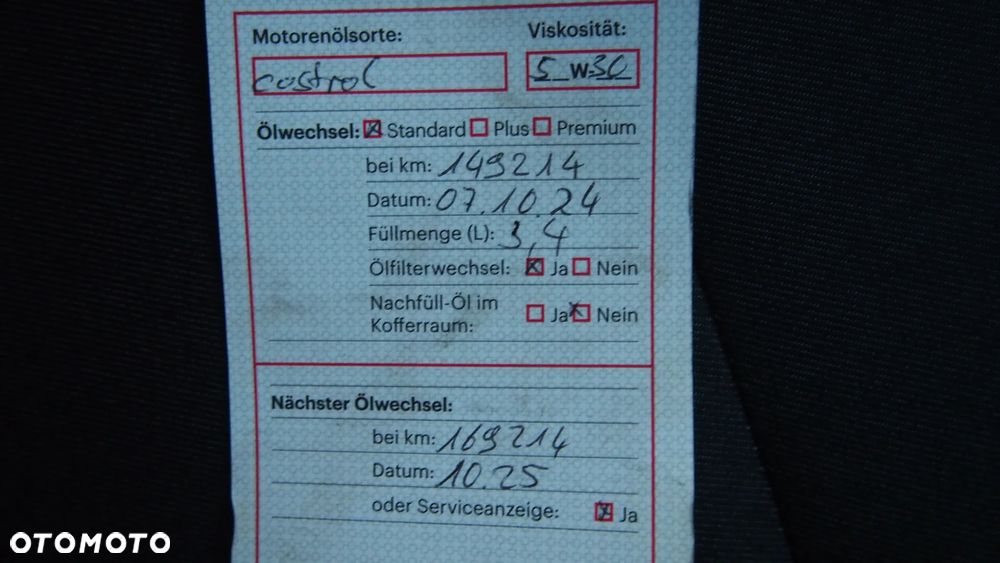 Motorenölsorte: Viskosität:
castrol 5 W-30
Ölwechsel: Standard Plus Premium
bei km: 149214
Datum: 07.10.24
Füllmenge (L): 3,4
Ölfilterwechsel: Ja Nein
Nachfüll-Öl im Ja Nein
Kofferraum:
Nächster Ölwechsel:
bei km: 169214
Datum: 10.25
oder Serviceanzeige: Ja
OTOMOTO